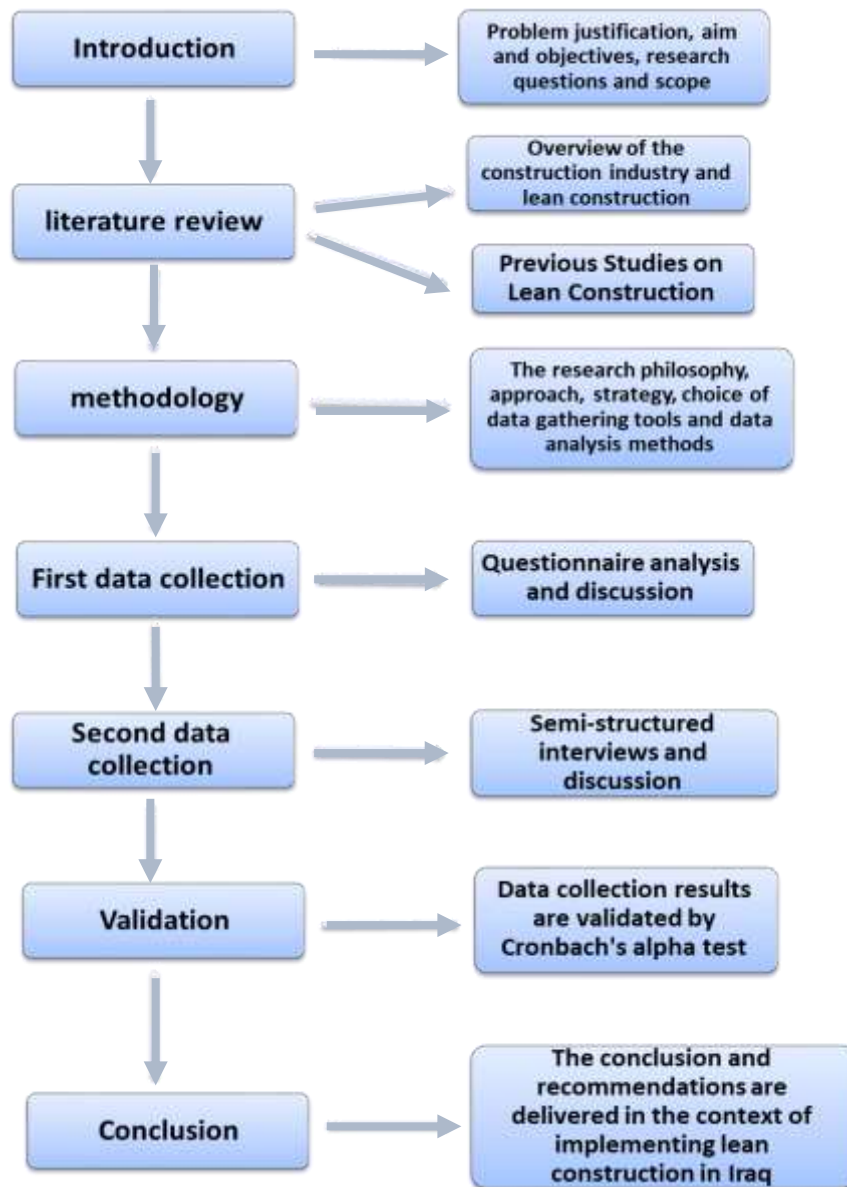 Introduction
Problem justification, aim
and objectives, research
questions and scope
literature review
Overview of the
construction industry and
lean construction
Previous Studies on
Lean Construction
methodology
The research philosophy,
approach, strategy, choice of
data gathering tools and data
analysis methods
First data collection
Questionnaire analysis
and discussion
Second data
collection
Semi-structured
interviews and
discussion
Validation
Data collection results
are validated by
Cronbach's alpha test
Conclusion
The conclusion and
recommendations are
delivered in the context of
implementing lean
construction in Iraq